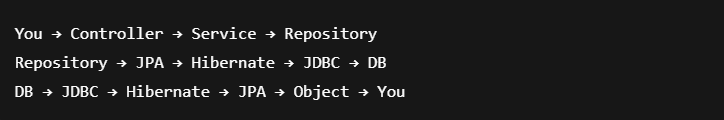 You → Controller → Service → Repository
Repository → JPA → Hibernate → JDBC → DB
DB → JDBC → Hibernate → JPA → Object → You